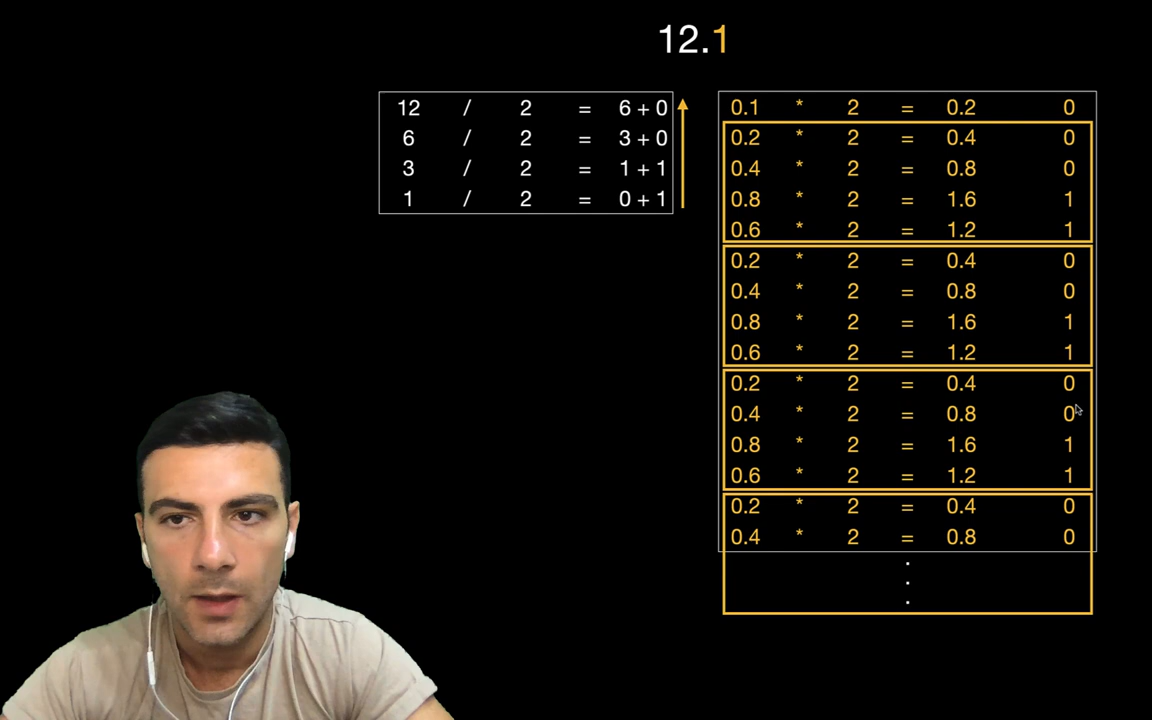 12.1
12 / 2 = 6 + 0
6 / 2 = 3 + 0
3 / 2 = 1 + 1
1 / 2 = 0 + 1
0.1 * 2 = 0.2 0
0.2 * 2 = 0.4 0
0.4 * 2 = 0.8 0
0.8 * 2 = 1.6 1
0.6 * 2 = 1.2 1
0.2 * 2 = 0.4 0
0.4 * 2 = 0.8 0
0.8 * 2 = 1.6 1
0.6 * 2 = 1.2 1
0.2 * 2 = 0.4 0
0.4 * 2 = 0.8 0
0.8 * 2 = 1.6 1
0.6 * 2 = 1.2 1
0.2 * 2 = 0.4 0
0.4 * 2 = 0.8 0
.
.
.